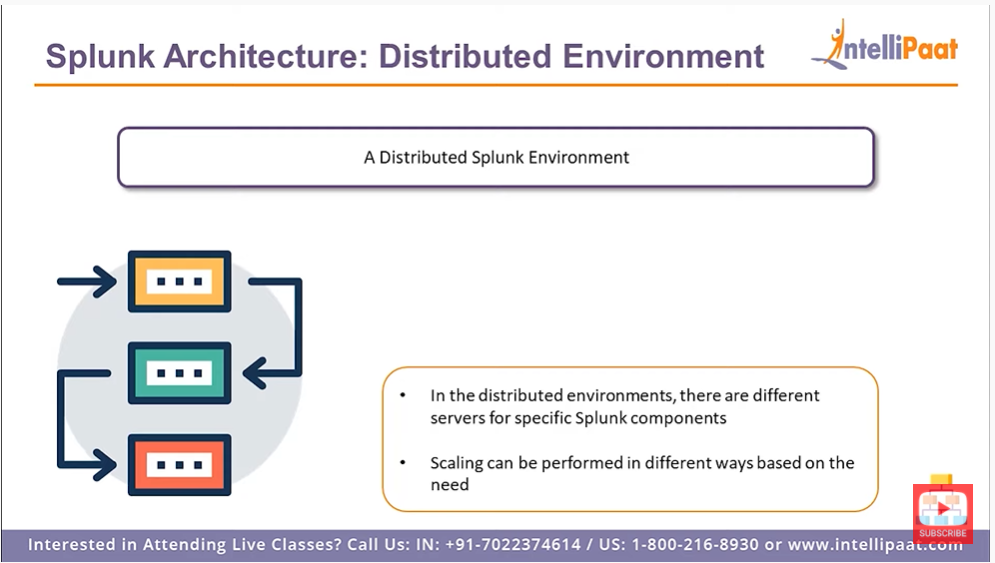 Splunk Architecture: Distributed Environment
IntelliPaat
A Distributed Splunk Environment
• In the distributed environments, there are different
servers for specific Splunk components
• Scaling can be performed in different ways based on the
need
SUBSCRIBE
Interested in Attending Live Classes? Call Us: IN: +91-7022374614 / US: 1-800-216-8930 or www.intellipaat.com